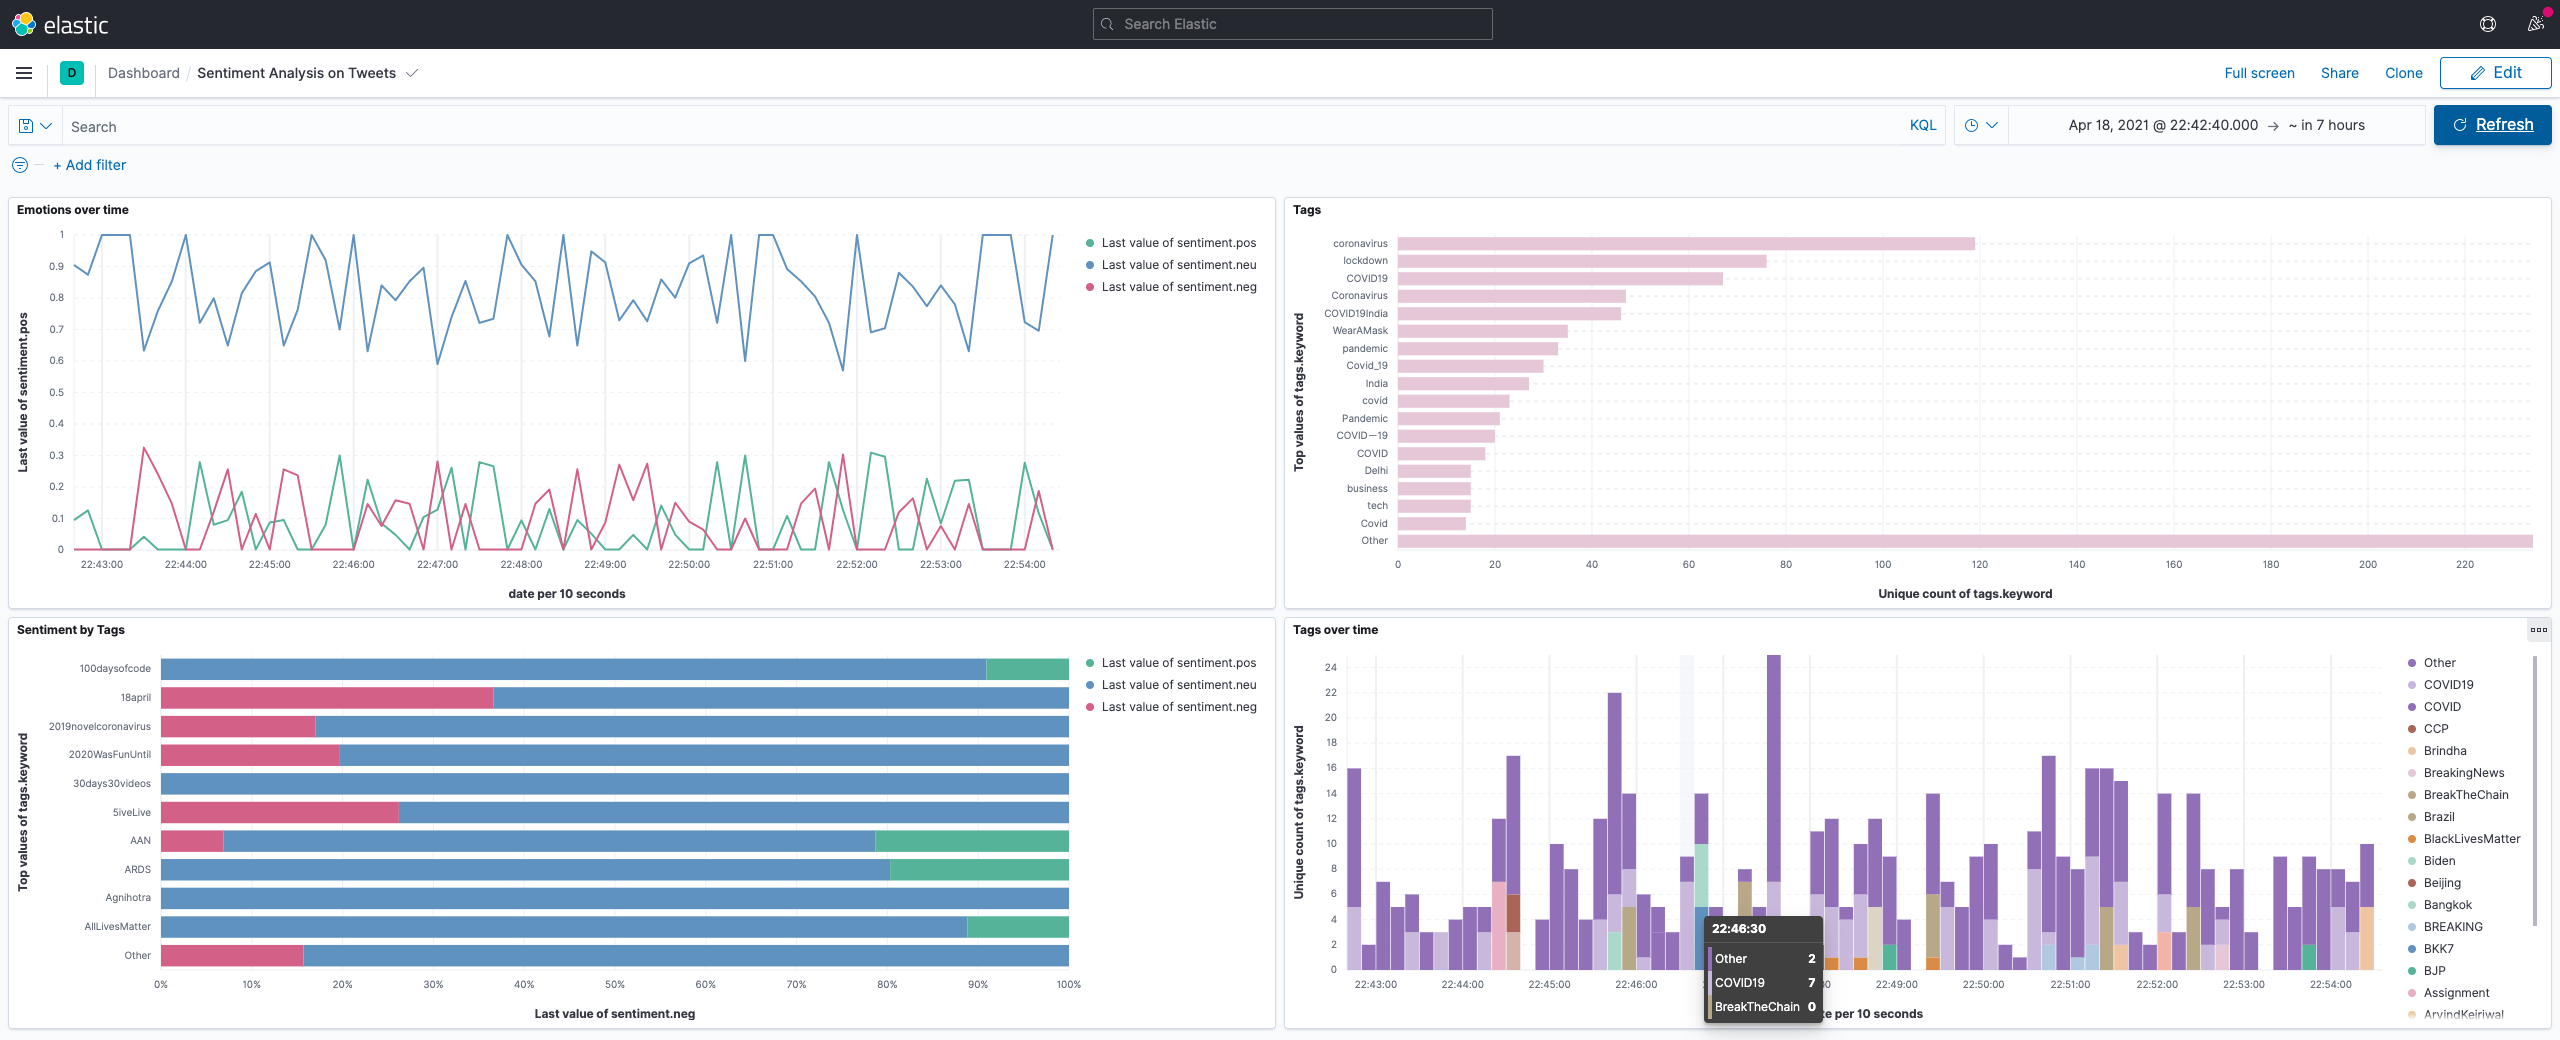 elastic
Search Elastic
D
Dashboard / Sentiment Analysis on Tweets
Full screen
Share
Clone
Edit
Search
KQL
Apr 18, 2021 @ 22:42:40.000 → ~ in 7 hours
Refresh
+ Add filter
Emotions over time
Last value of sentiment.pos
1
0.9
0.8
0.7
0.6
0.5
0.4
0.3
0.2
0.1
0
22:43:00 22:44:00 22:45:00 22:46:00 22:47:00 22:48:00 22:49:00 22:50:00 22:51:00 22:52:00 22:53:00 22:54:00
date per 10 seconds
Last value of sentiment.pos
Last value of sentiment.neu
Last value of sentiment.neg
Tags
Top values of tags.keyword
coronavirus
lockdown
COVID19
Coronavirus
COVID19India
WearAMask
pandemic
Covid_19
India
covid
Pandemic
COVID—19
COVID
Delhi
business
tech
Covid
Other
0 20 40 60 80 100 120 140 160 180 200 220
Unique count of tags.keyword
Sentiment by Tags
Top values of tags.keyword
100daysofcode
18april
2019novelcoronavirus
2020WasFunUntil
30days30videos
5iveLive
AAN
ARDS
Agnihotra
AllLivesMatter
Other
0% 10% 20% 30% 40% 50% 60% 70% 80% 90% 100%
Last value of sentiment.neg
Last value of sentiment.pos
Last value of sentiment.neu
Last value of sentiment.neg
Tags over time
Unique count of tags.keyword
24
22
20
18
16
14
12
10
8
6
4
2
0
22:43:00 22:44:00 22:45:00 22:46:00 22:49:00 22:50:00 22:51:00 22:52:00 22:53:00 22:54:00
te per 10 seconds
22:46:30
Other 2
COVID19 7
BreakTheChain 0
Other
COVID19
COVID
CCP
Brindha
BreakingNews
BreakTheChain
Brazil
BlackLivesMatter
Biden
Beijing
Bangkok
BREAKING
BKK7
BJP
Assignment
ArvindKejriwal